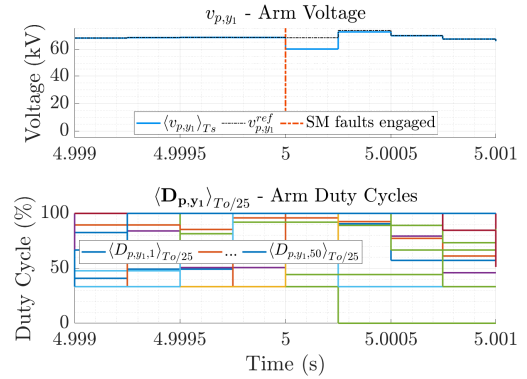 v_{p,y_1} - Arm Voltage
Voltage (kV)
60
40
20
0
⟨v_{p,y_1}⟩_{Ts} v^{ref}_{p,y_1} SM faults engaged
4.999 4.9995 5 5.0005 5.001
⟨D_{p,y_1}⟩_{To/25} - Arm Duty Cycles
Duty Cycle (%)
100
50
0
⟨D_{p,y_1,1}⟩_{To/25} ... ⟨D_{p,y_1,50}⟩_{To/25}
4.999 4.9995 5 5.0005 5.001
Time (s)